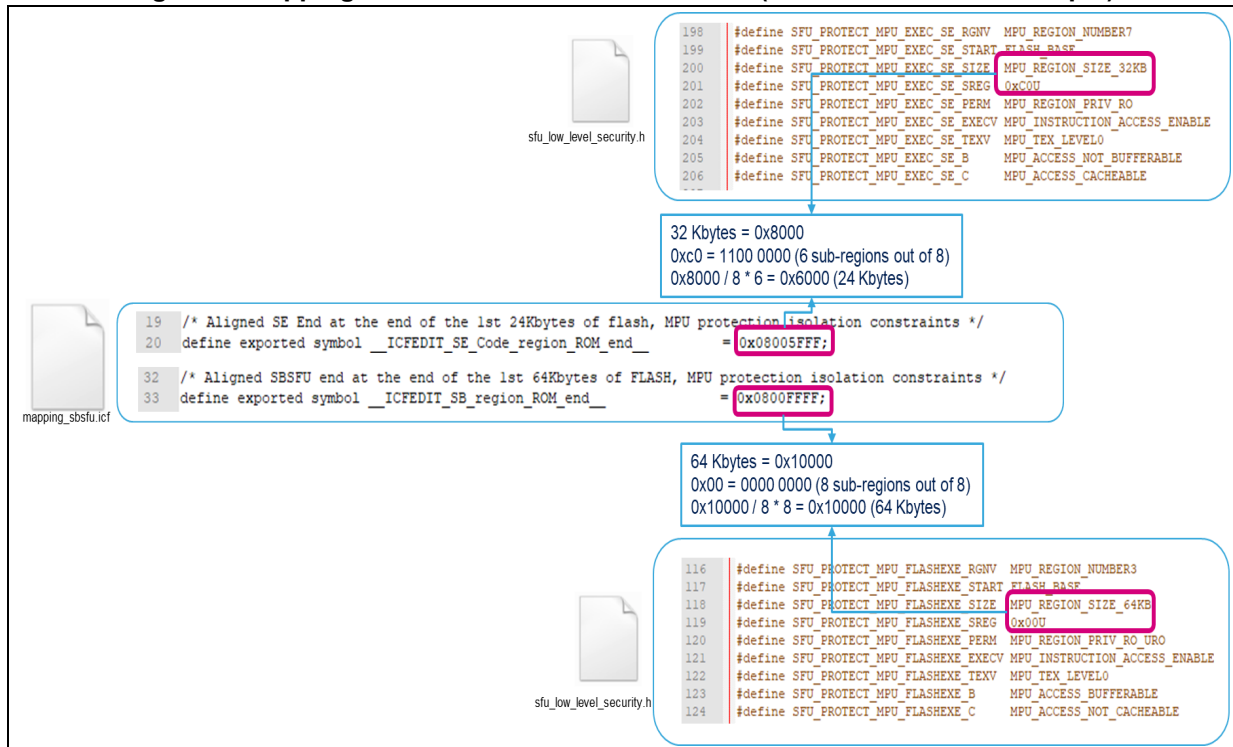 198 #define SFU_PROTECT_MPU_EXEC_SE_RGNV MPU_REGION_NUMBER7
199 #define SFU_PROTECT_MPU_EXEC_SE_START FLASH_BASE
200 #define SFU_PROTECT_MPU_EXEC_SE_SIZE MPU_REGION_SIZE_32KB
201 #define SFU_PROTECT_MPU_EXEC_SE_SREG 0xC0U
202 #define SFU_PROTECT_MPU_EXEC_SE_PERM MPU_REGION_PRIV_RO
203 #define SFU_PROTECT_MPU_EXEC_SE_EXECV MPU_INSTRUCTION_ACCESS_ENABLE
204 #define SFU_PROTECT_MPU_EXEC_SE_TEXV MPU_TEX_LEVEL0
205 #define SFU_PROTECT_MPU_EXEC_SE_B MPU_ACCESS_NOT_BUFFERABLE
206 #define SFU_PROTECT_MPU_EXEC_SE_C MPU_ACCESS_CACHEABLE
sfu_low_level_security.h
32 Kbytes = 0x8000
0xc0 = 1100 0000 (6 sub-regions out of 8)
0x8000 / 8 * 6 = 0x6000 (24 Kbytes)
19 /* Aligned SE End at the end of the 1st 24Kbytes of flash, MPU protection isolation constraints */
20 define exported symbol __ICFEDIT_SE_Code_region_ROM_end__ = 0x08005FFF;
32 /* Aligned SBSFU end at the end of the 1st 64Kbytes of FLASH, MPU protection isolation constraints */
33 define exported symbol __ICFEDIT_SB_region_ROM_end__ = 0x0800FFFF;
mapping_sbsfu.icf
64 Kbytes = 0x10000
0x00 = 0000 0000 (8 sub-regions out of 8)
0x10000 / 8 * 8 = 0x10000 (64 Kbytes)
116 #define SFU_PROTECT_MPU_FLASHEXE_RGNV MPU_REGION_NUMBER3
117 #define SFU_PROTECT_MPU_FLASHEXE_START FLASH_BASE
118 #define SFU_PROTECT_MPU_FLASHEXE_SIZE MPU_REGION_SIZE_64KB
119 #define SFU_PROTECT_MPU_FLASHEXE_SREG 0x00U
120 #define SFU_PROTECT_MPU_FLASHEXE_PERM MPU_REGION_PRIV_RO_URO
121 #define SFU_PROTECT_MPU_FLASHEXE_EXECV MPU_INSTRUCTION_ACCESS_ENABLE
122 #define SFU_PROTECT_MPU_FLASHEXE_TEXV MPU_TEX_LEVEL0
123 #define SFU_PROTECT_MPU_FLASHEXE_B MPU_ACCESS_BUFFERABLE
124 #define SFU_PROTECT_MPU_FLASHEXE_C MPU_ACCESS_NOT_CACHEABLE
sfu_low_level_security.h